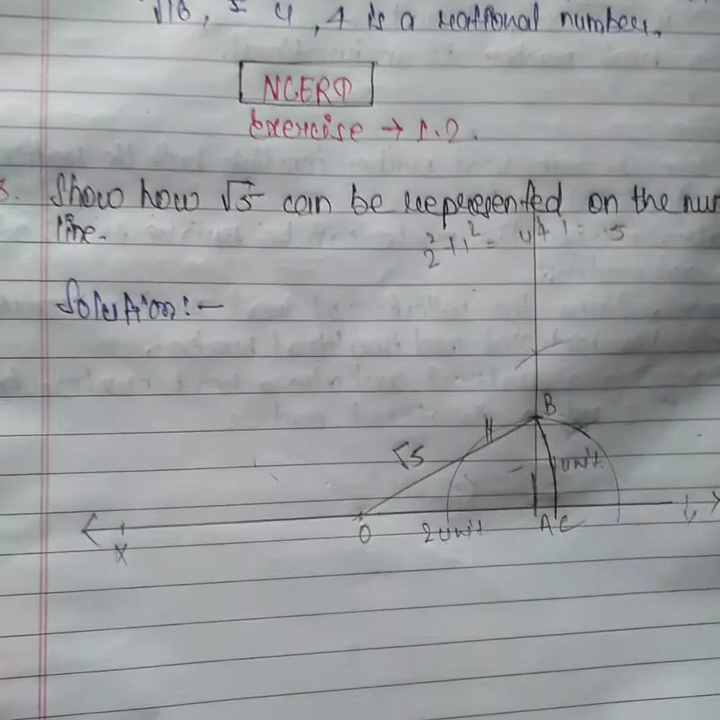 √16, = 4, 4 is a rational number.
NCERT
Exercise → 1.2.
3. Show how √5 can be represented on the num
line.
2² + 1² = 4 + 1 = 5
Solution:-
B
H
√5
1 unit
O 2 unit A C
X